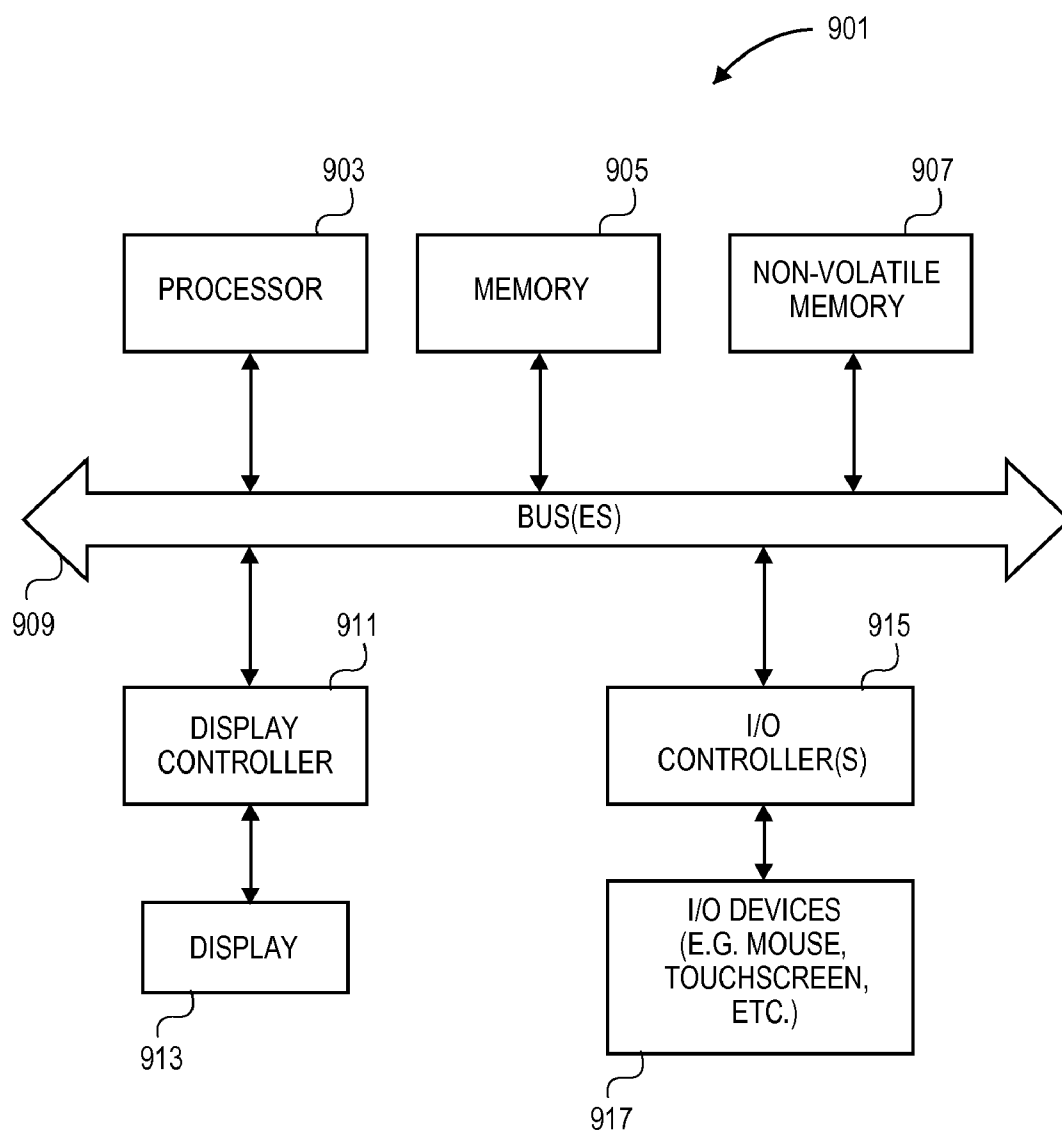 901
903
905
907
PROCESSOR
MEMORY
NON-VOLATILE
MEMORY
BUS(ES)
909
911
915
DISPLAY
CONTROLLER
I/O
CONTROLLER(S)
DISPLAY
I/O DEVICES
(E.G. MOUSE,
TOUCHSCREEN,
ETC.)
913
917